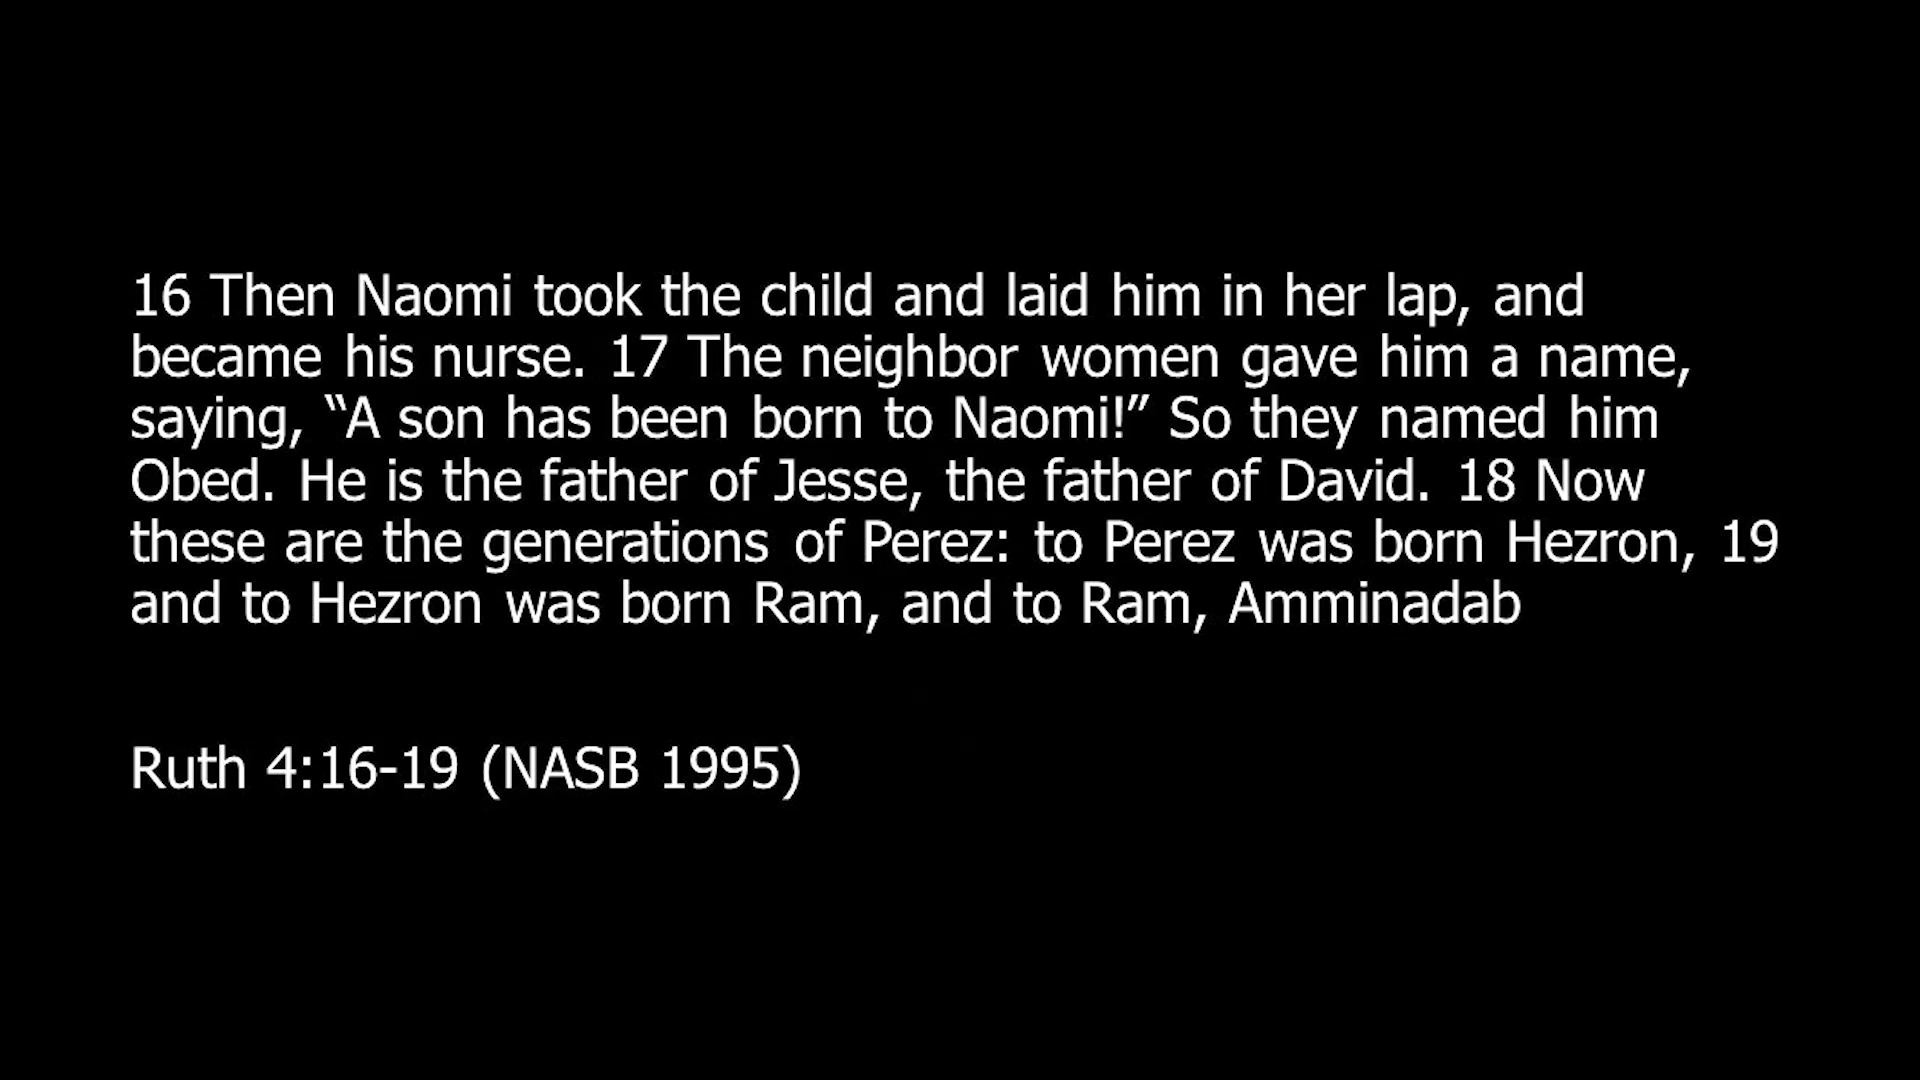 16 Then Naomi took the child and laid him in her lap, and
became his nurse. 17 The neighbor women gave him a name,
saying, “A son has been born to Naomi!” So they named him
Obed. He is the father of Jesse, the father of David. 18 Now
these are the generations of Perez: to Perez was born Hezron, 19
and to Hezron was born Ram, and to Ram, Amminadab
Ruth 4:16-19 (NASB 1995)